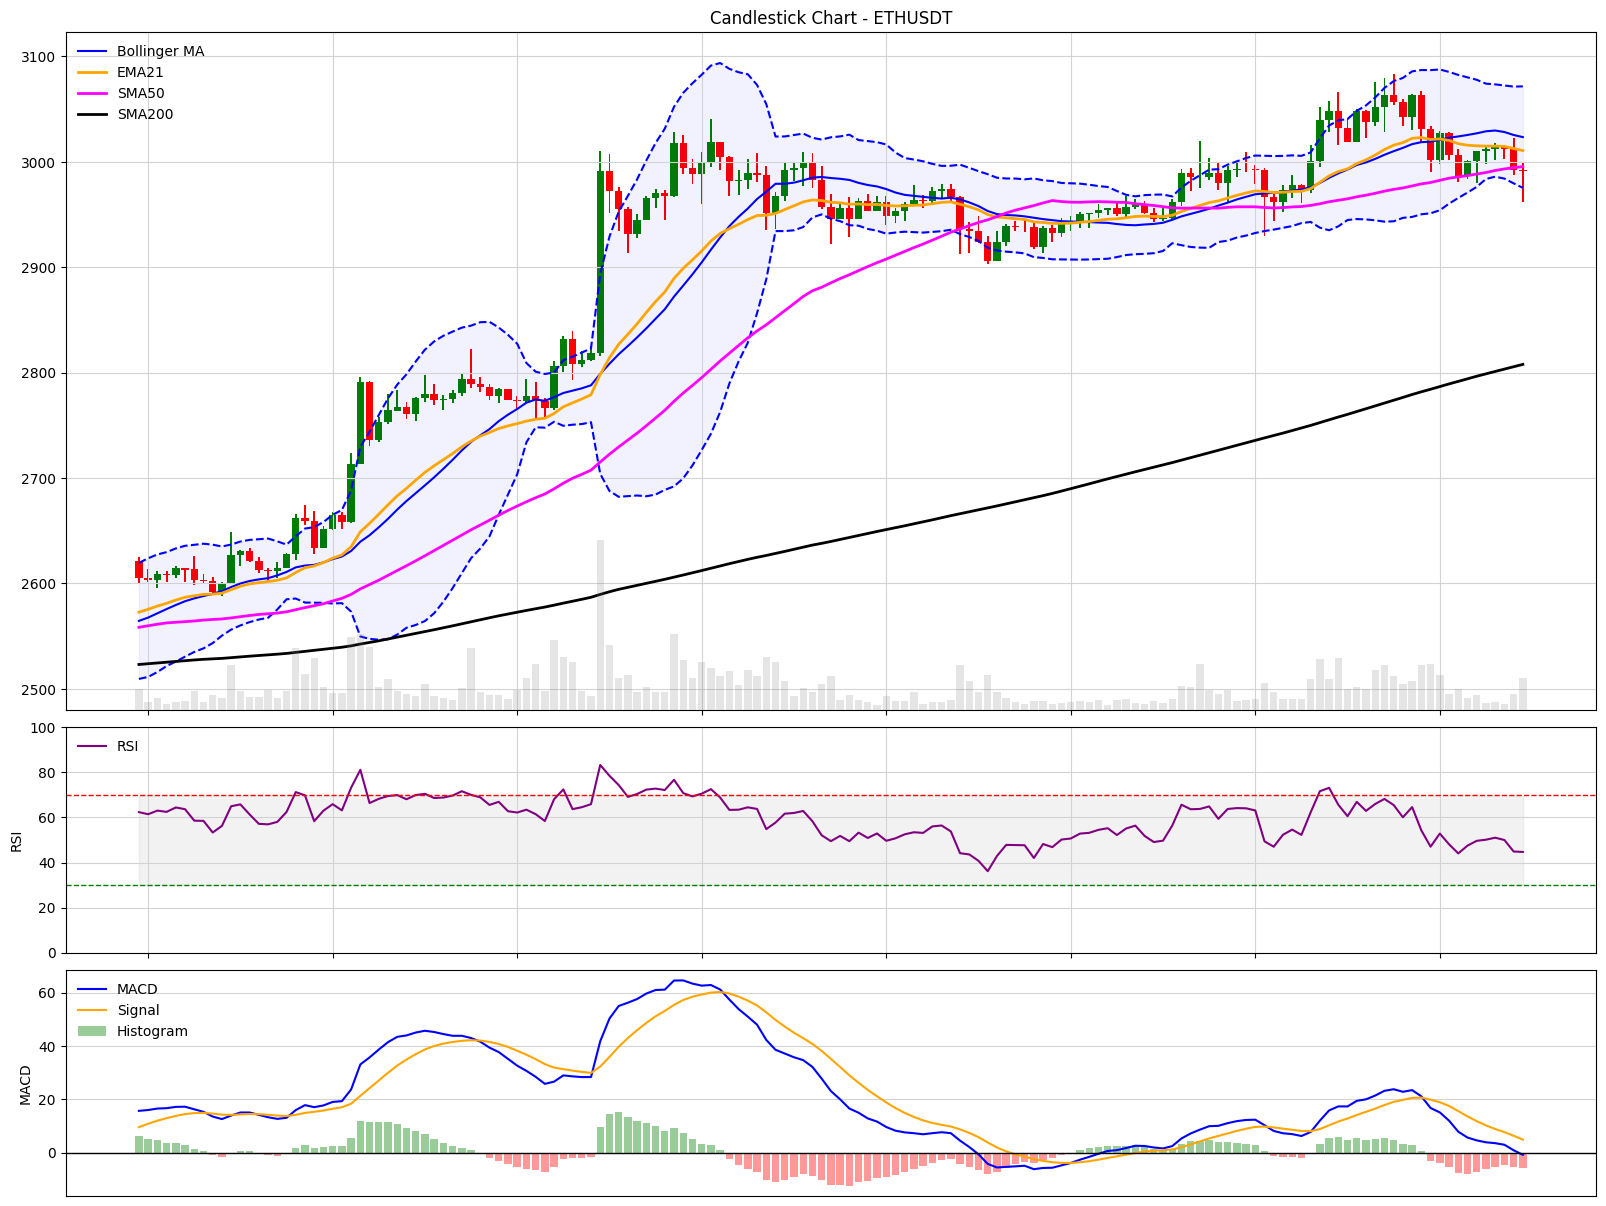 Candlestick Chart - ETHUSDT
Bollinger MA
EMA21
SMA50
SMA200
3100
3000
2900
2800
2700
2600
2500
RSI
RSI
100
80
60
40
20
0
MACD
Signal
Histogram
MACD
60
40
20
0